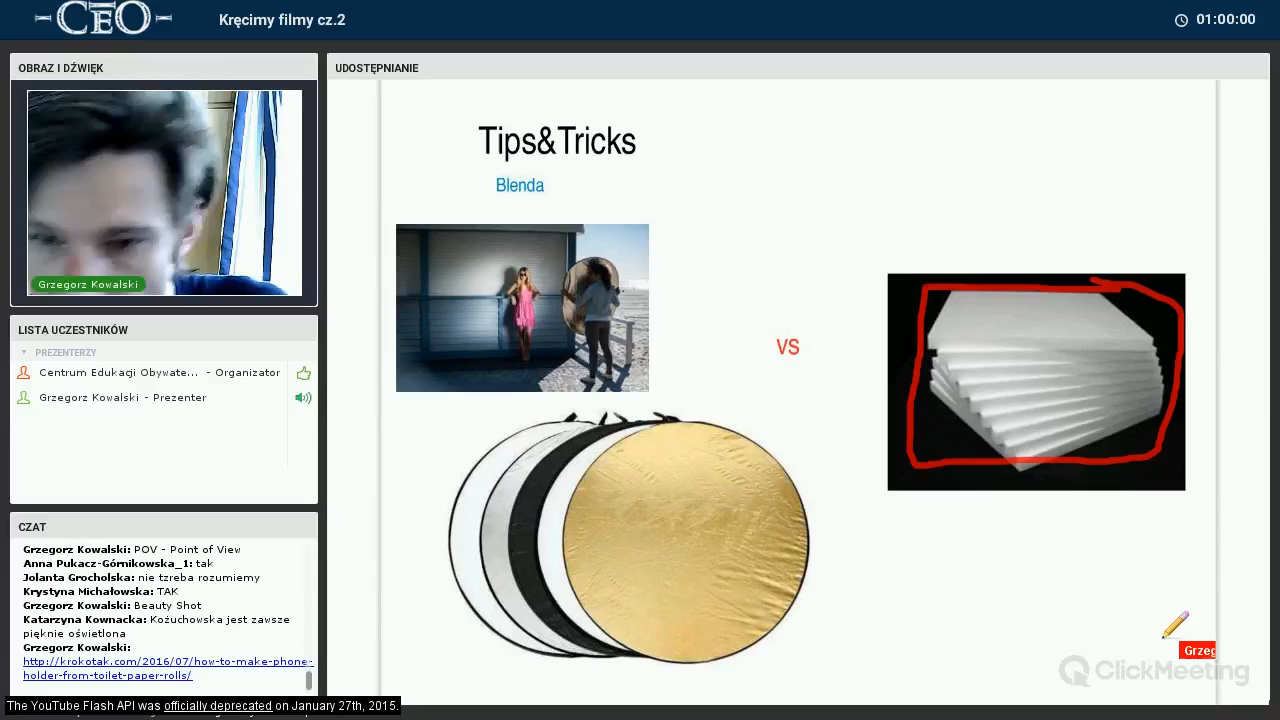 CEO
Kręcimy filmy cz.2
01:00:00
OBRAZ I DŹWIĘK
Grzegorz Kowalski
LISTA UCZESTNIKÓW
PREZENTERZY
Centrum Edukacji Obywate... - Organizator
Grzegorz Kowalski - Prezenter
CZAT
Grzegorz Kowalski: POV - Point of View
Anna Pukacz-Górnikowska_1: tak
Jolanta Grocholska: nie tzreba rozumiemy
Krystyna Michałowska: TAK
Grzegorz Kowalski: Beauty Shot
Katarzyna Kownacka: Kożuchowska jest zawsze
pięknie oświetlona
Grzegorz Kowalski:
http://krokotak.com/2016/07/how-to-make-phone-
holder-from-toilet-paper-rolls/
The YouTube Flash API was officially deprecated on January 27th, 2015.
UDOSTĘPNIANIE
Tips&Tricks
Blenda
VS
Grzeg
ClickMeeting